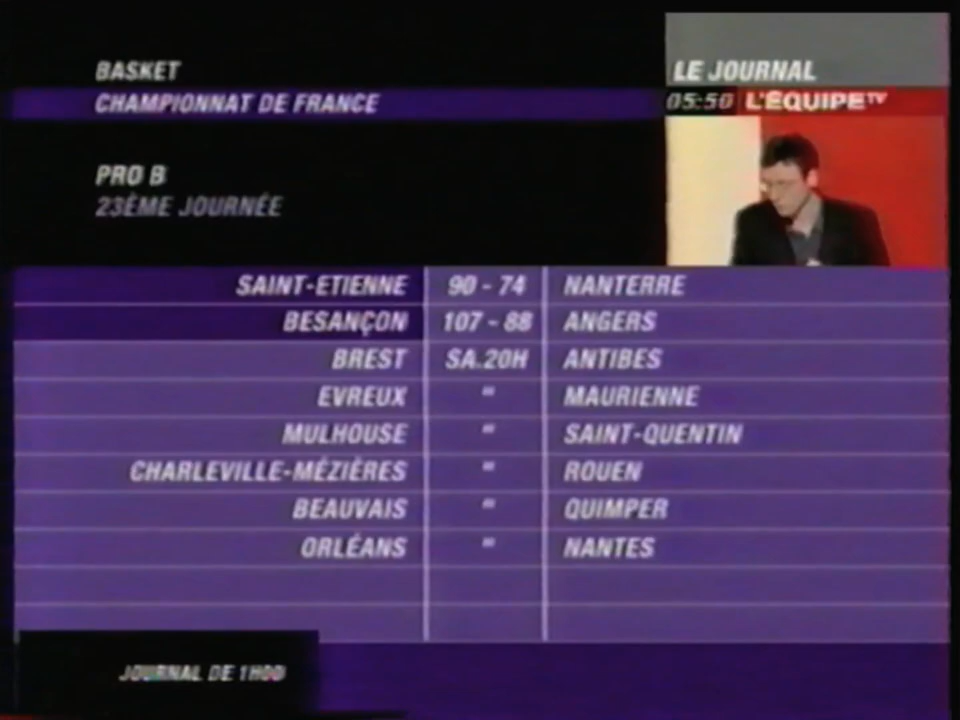 BASKET
CHAMPIONNAT DE FRANCE
PRO B
23ÈME JOURNÉE
LE JOURNAL
05:50 L'ÉQUIPE TV
SAINT-ETIENNE 90 - 74 NANTERRE
BESANÇON 107 - 88 ANGERS
BREST SA.20H ANTIBES
EVREUX " MAURIENNE
MULHOUSE " SAINT-QUENTIN
CHARLEVILLE-MÉZIÈRES " ROUEN
BEAUVAIS " QUIMPER
ORLÉANS " NANTES
JOURNAL DE 1H00